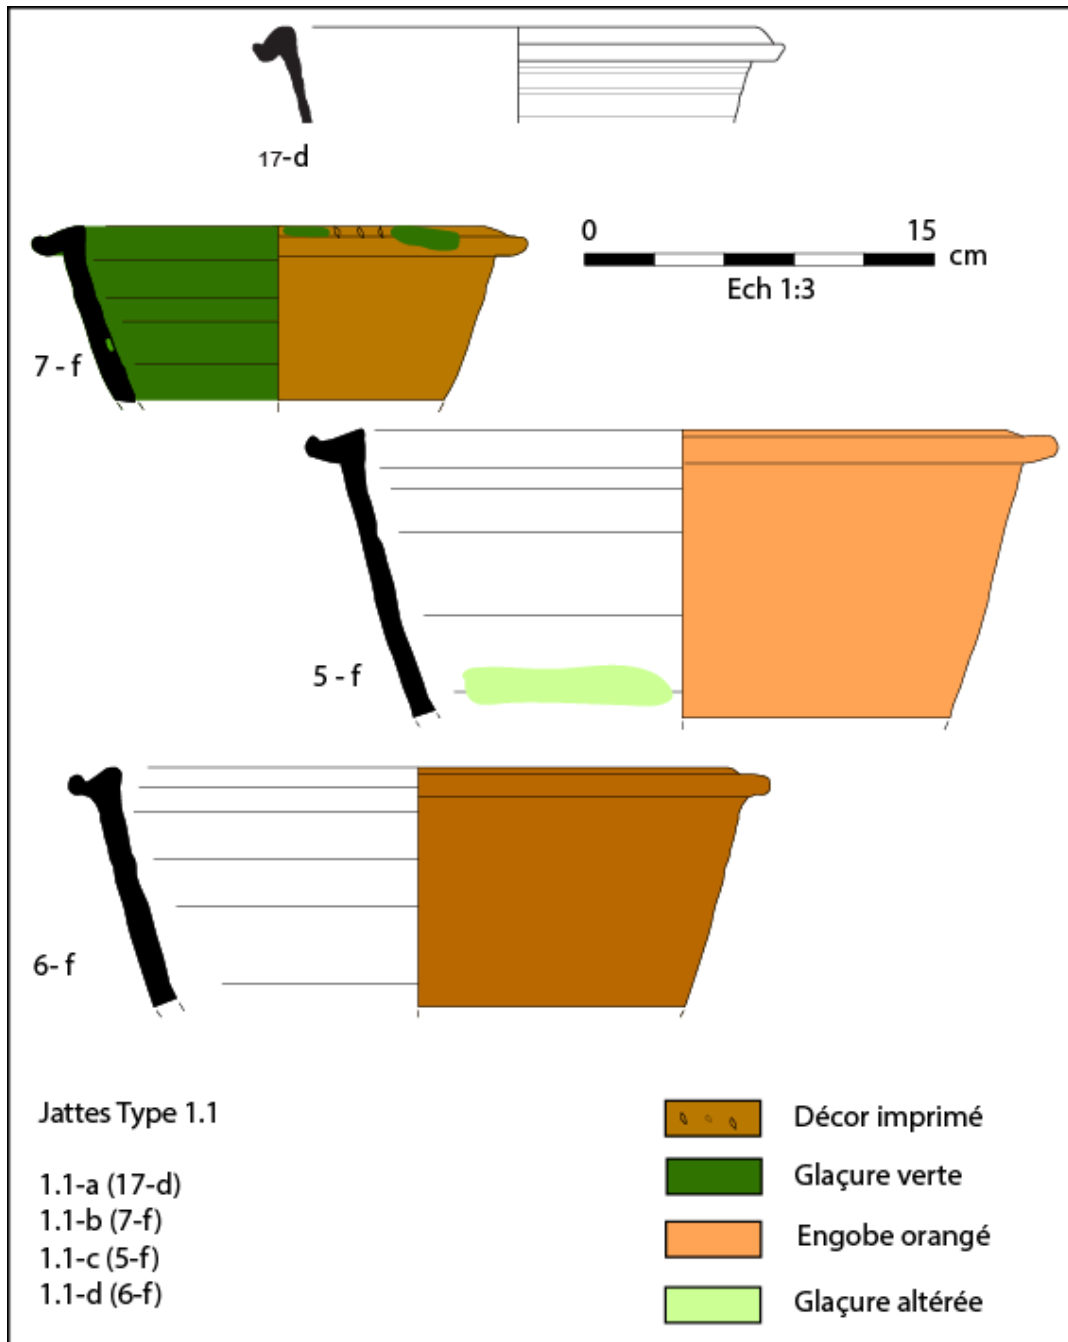 17-d
0 15
cm
Ech 1:3
7 - f
5 - f
6- f
Jattes Type 1.1
1.1-a (17-d)
1.1-b (7-f)
1.1-c (5-f)
1.1-d (6-f)
Décor imprimé
Glaçure verte
Engobe orangé
Glaçure altérée